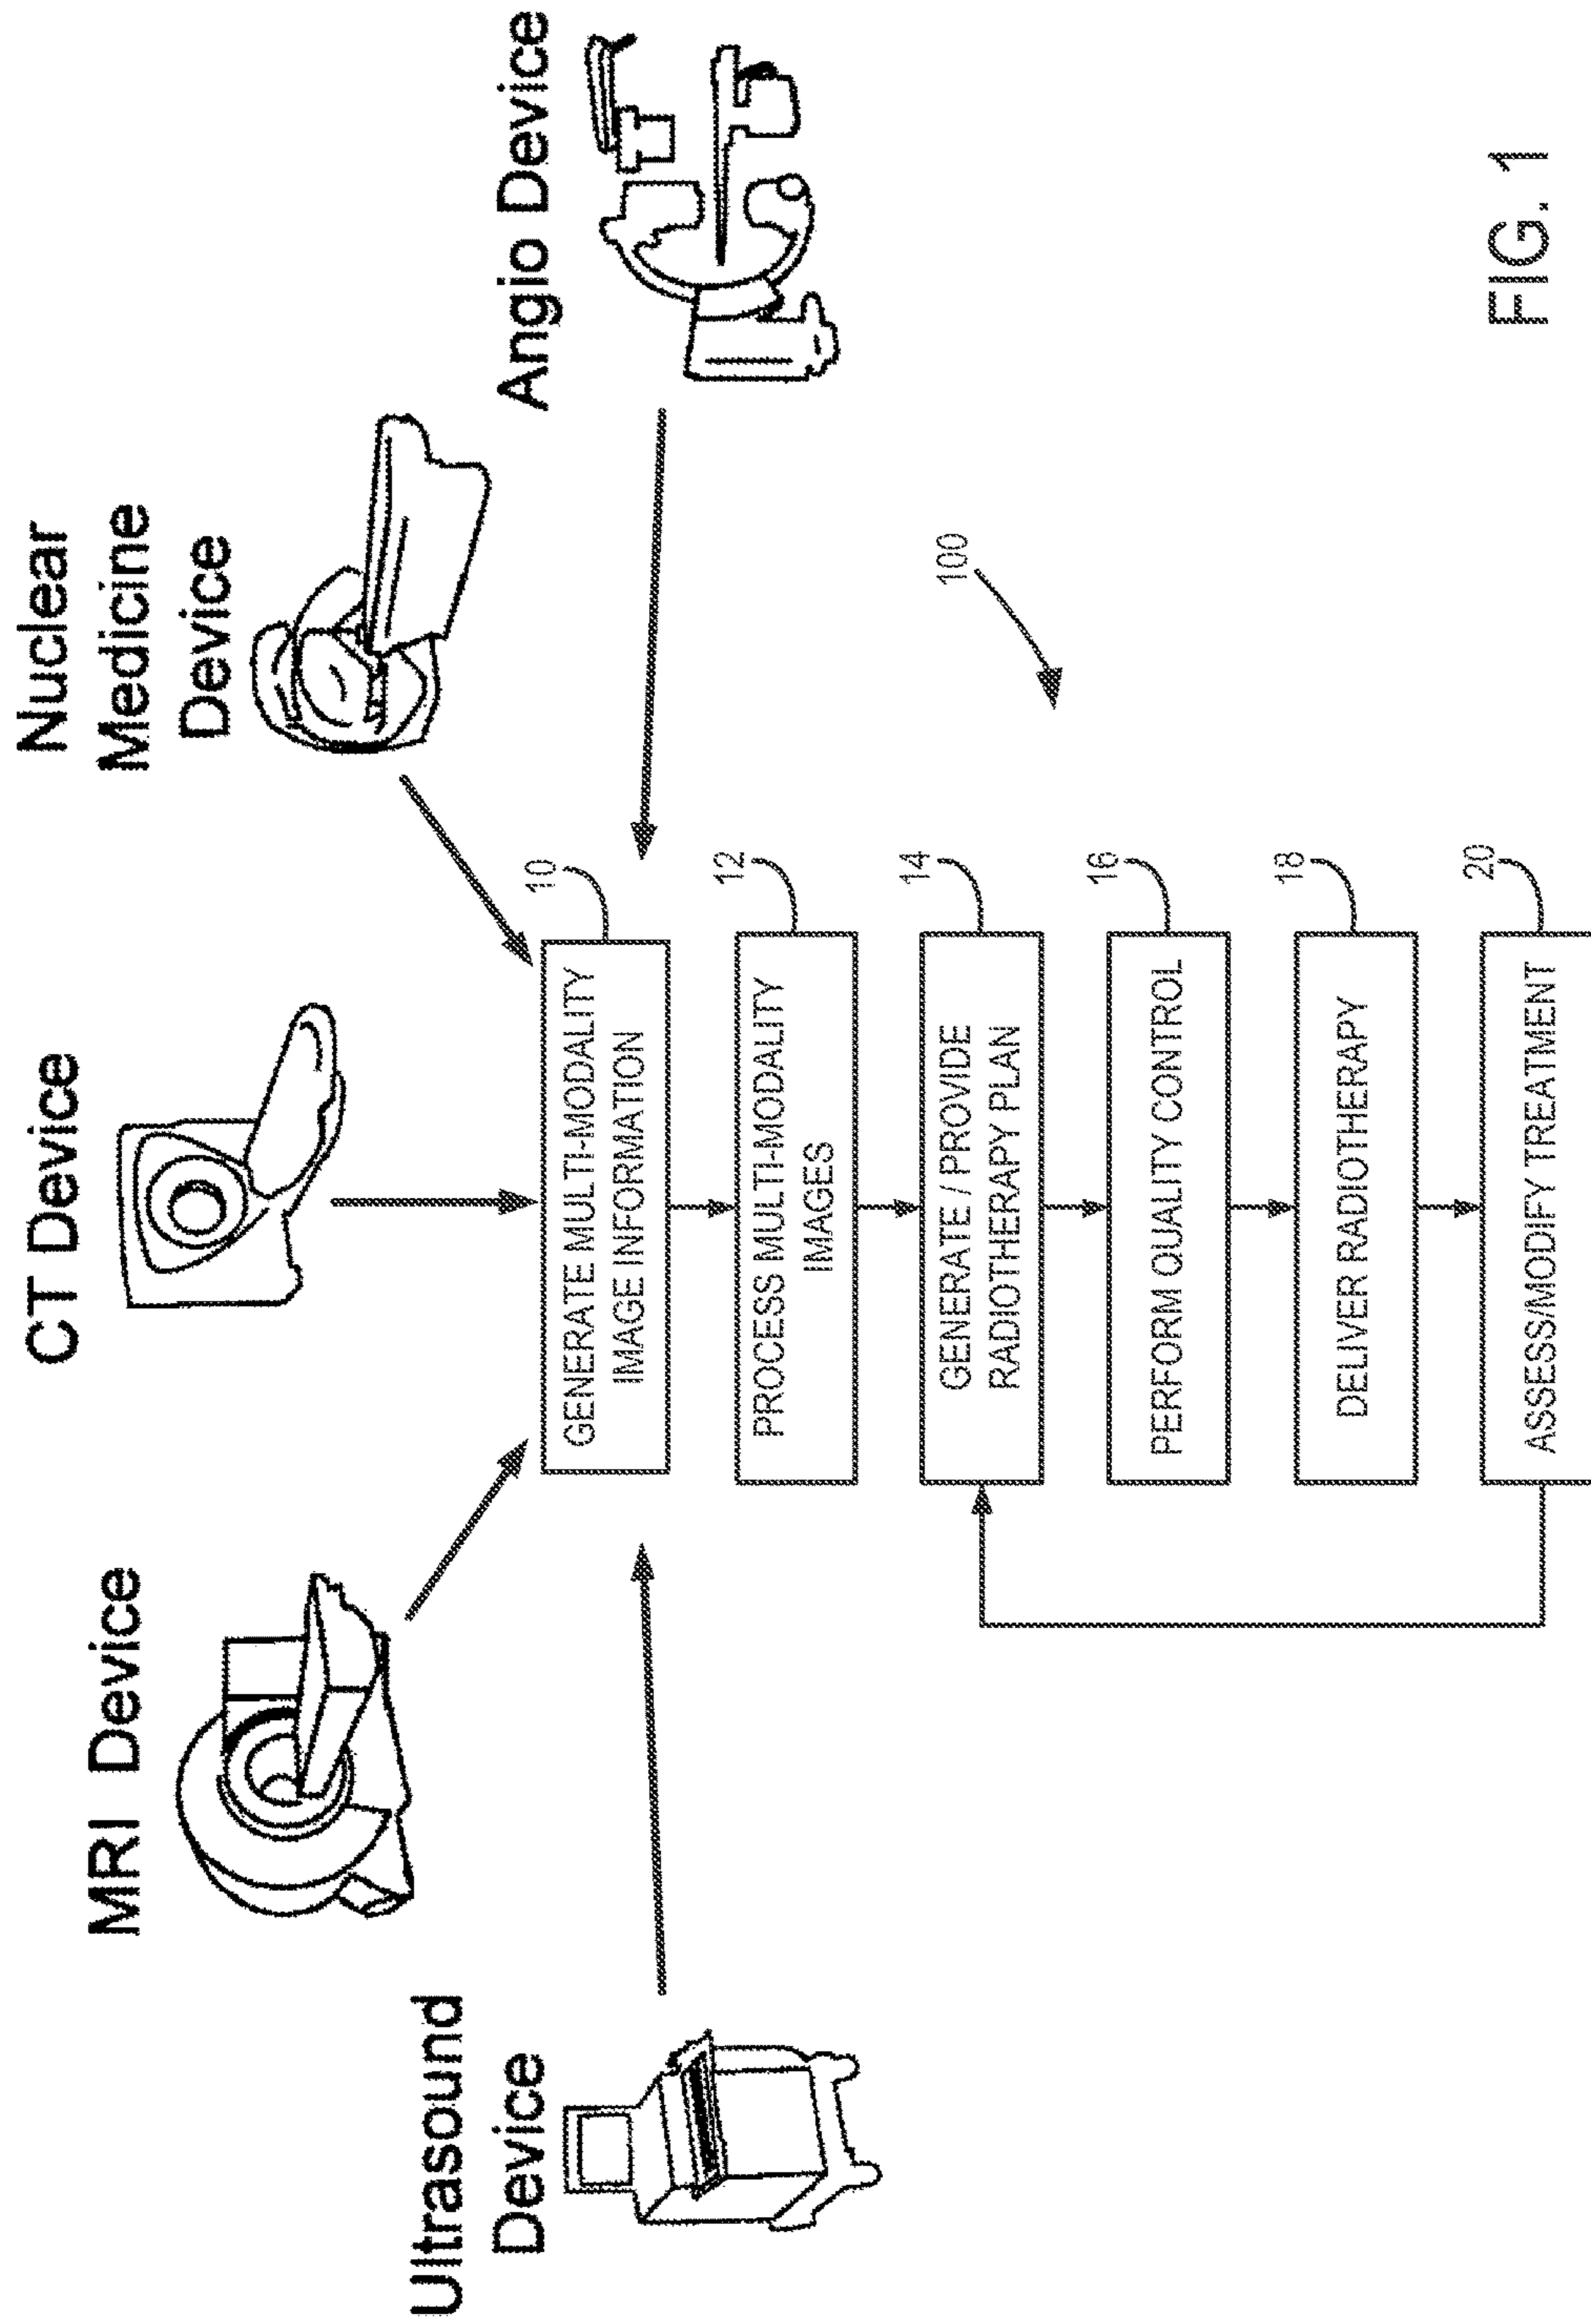 CT Device
MRI Device
Nuclear
Medicine
Device
Ultrasound
Device
Angio Device
10
GENERATE MULTI-MODALITY
IMAGE INFORMATION
12
PROCESS MULTI-MODALITY
IMAGES
100
14
GENERATE / PROVIDE
RADIOTHERAPY PLAN
16
PERFORM QUALITY CONTROL
18
DELIVER RADIOTHERAPY
20
ASSESS/MODIFY TREATMENT
FIG. 1